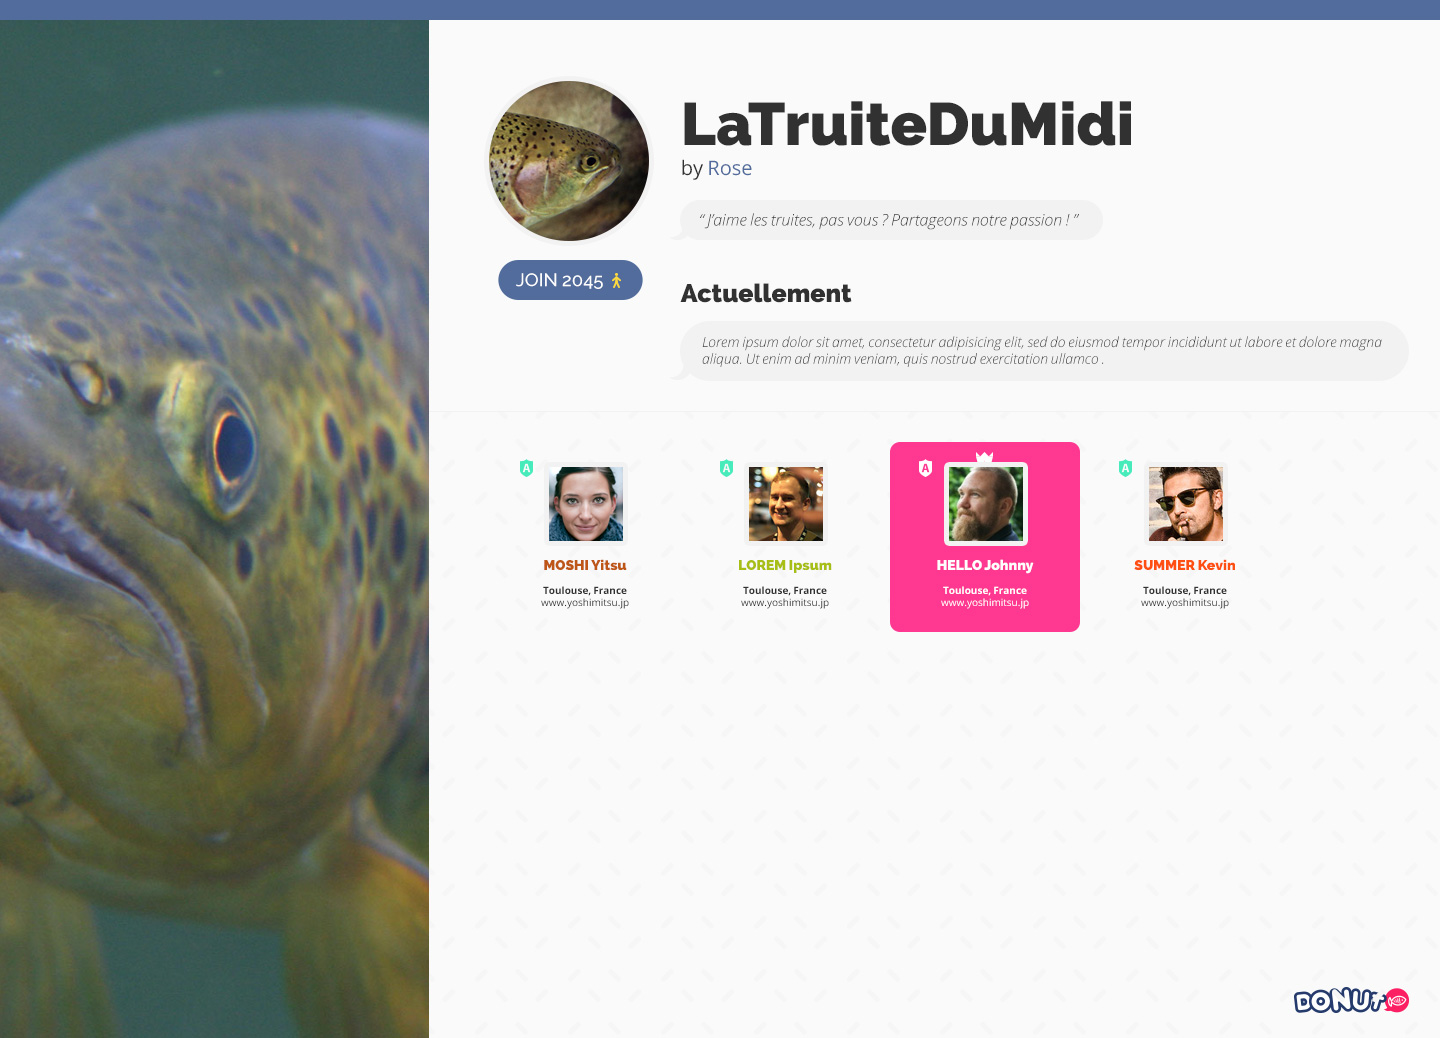 LaTruiteDuMidi
by Rose
“ J'aime les truites, pas vous ? Partageons notre passion ! ”
JOIN 2045
Actuellement
Lorem ipsum dolor sit amet, consectetur adipisicing elit, sed do eiusmod tempor incididunt ut labore et dolore magna
aliqua. Ut enim ad minim veniam, quis nostrud exercitation ullamco .
A
MOSHI Yitsu
Toulouse, France
www.yoshimitsu.jp
A
LOREM Ipsum
Toulouse, France
www.yoshimitsu.jp
A
HELLO Johnny
Toulouse, France
www.yoshimitsu.jp
A
SUMMER Kevin
Toulouse, France
www.yoshimitsu.jp
DONUT